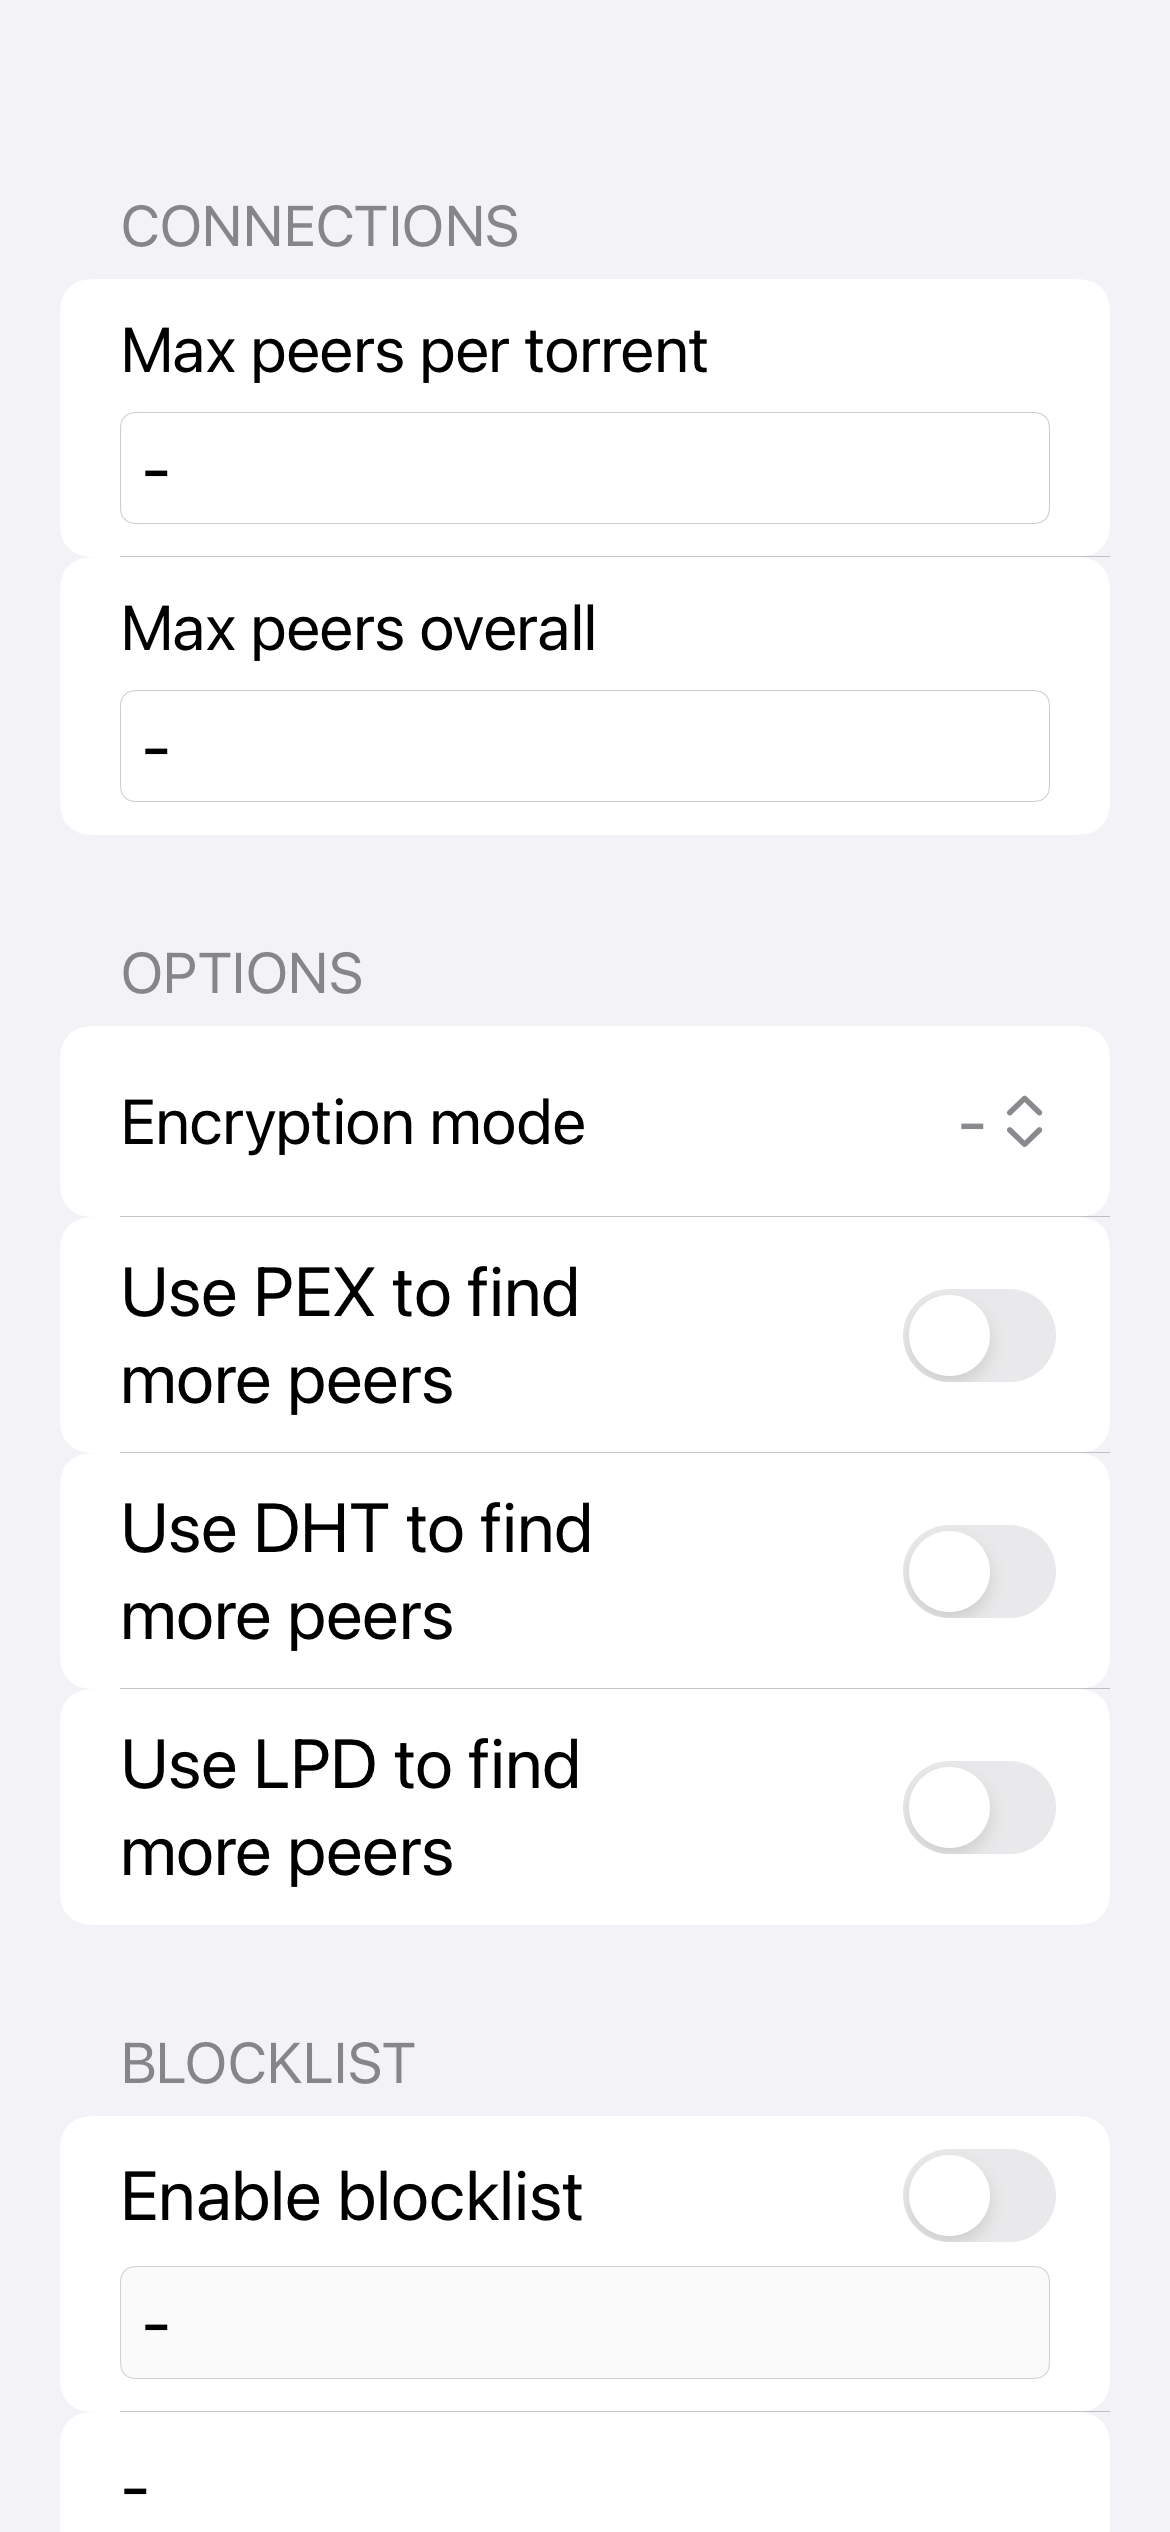 CONNECTIONS
Max peers per torrent
-
Max peers overall
-
OPTIONS
Encryption mode -
Use PEX to find
more peers
Use DHT to find
more peers
Use LPD to find
more peers
BLOCKLIST
Enable blocklist
-
-